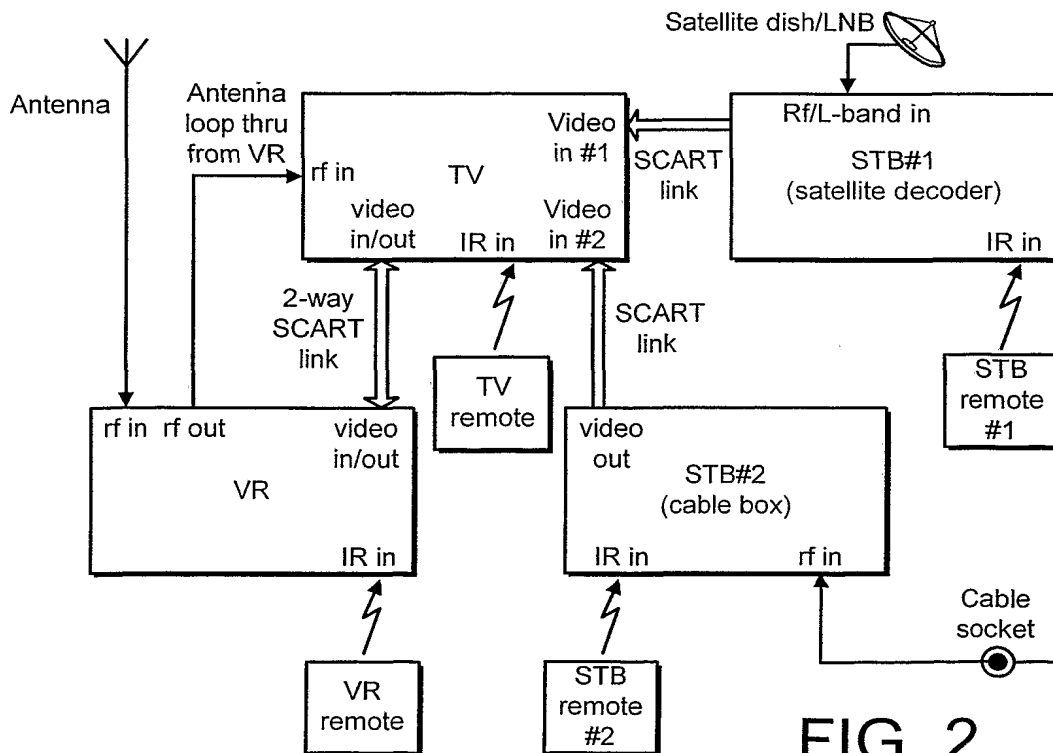 Satellite dish/LNB
Antenna
Antenna
loop thru
from VR
rf in
TV
Video
in #1
video
in/out
IR in
Video
in #2
SCART
link
Rf/L-band in
STB#1
(satellite decoder)
IR in
2-way
SCART
link
TV
remote
SCART
link
STB
remote
#1
rf in
rf out
video
in/out
VR
IR in
video
out
STB#2
(cable box)
IR in
rf in
Cable
socket
VR
remote
STB
remote
#2
FIG. 2